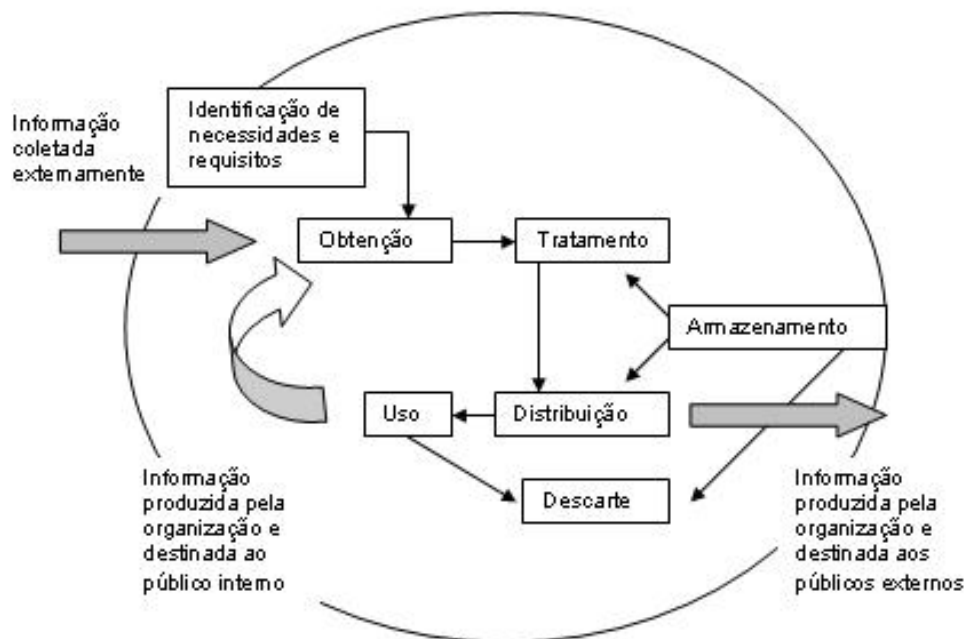 Informação
coletada
externamente
Identificação de
necessidades e
requisitos
Obtenção
Tratamento
Armazenamento
Uso
Distribuição
Descarte
Informação
produzida pela
organização e
destinada ao
público interno
Informação
produzida pela
organização e
destinada aos
públicos externos